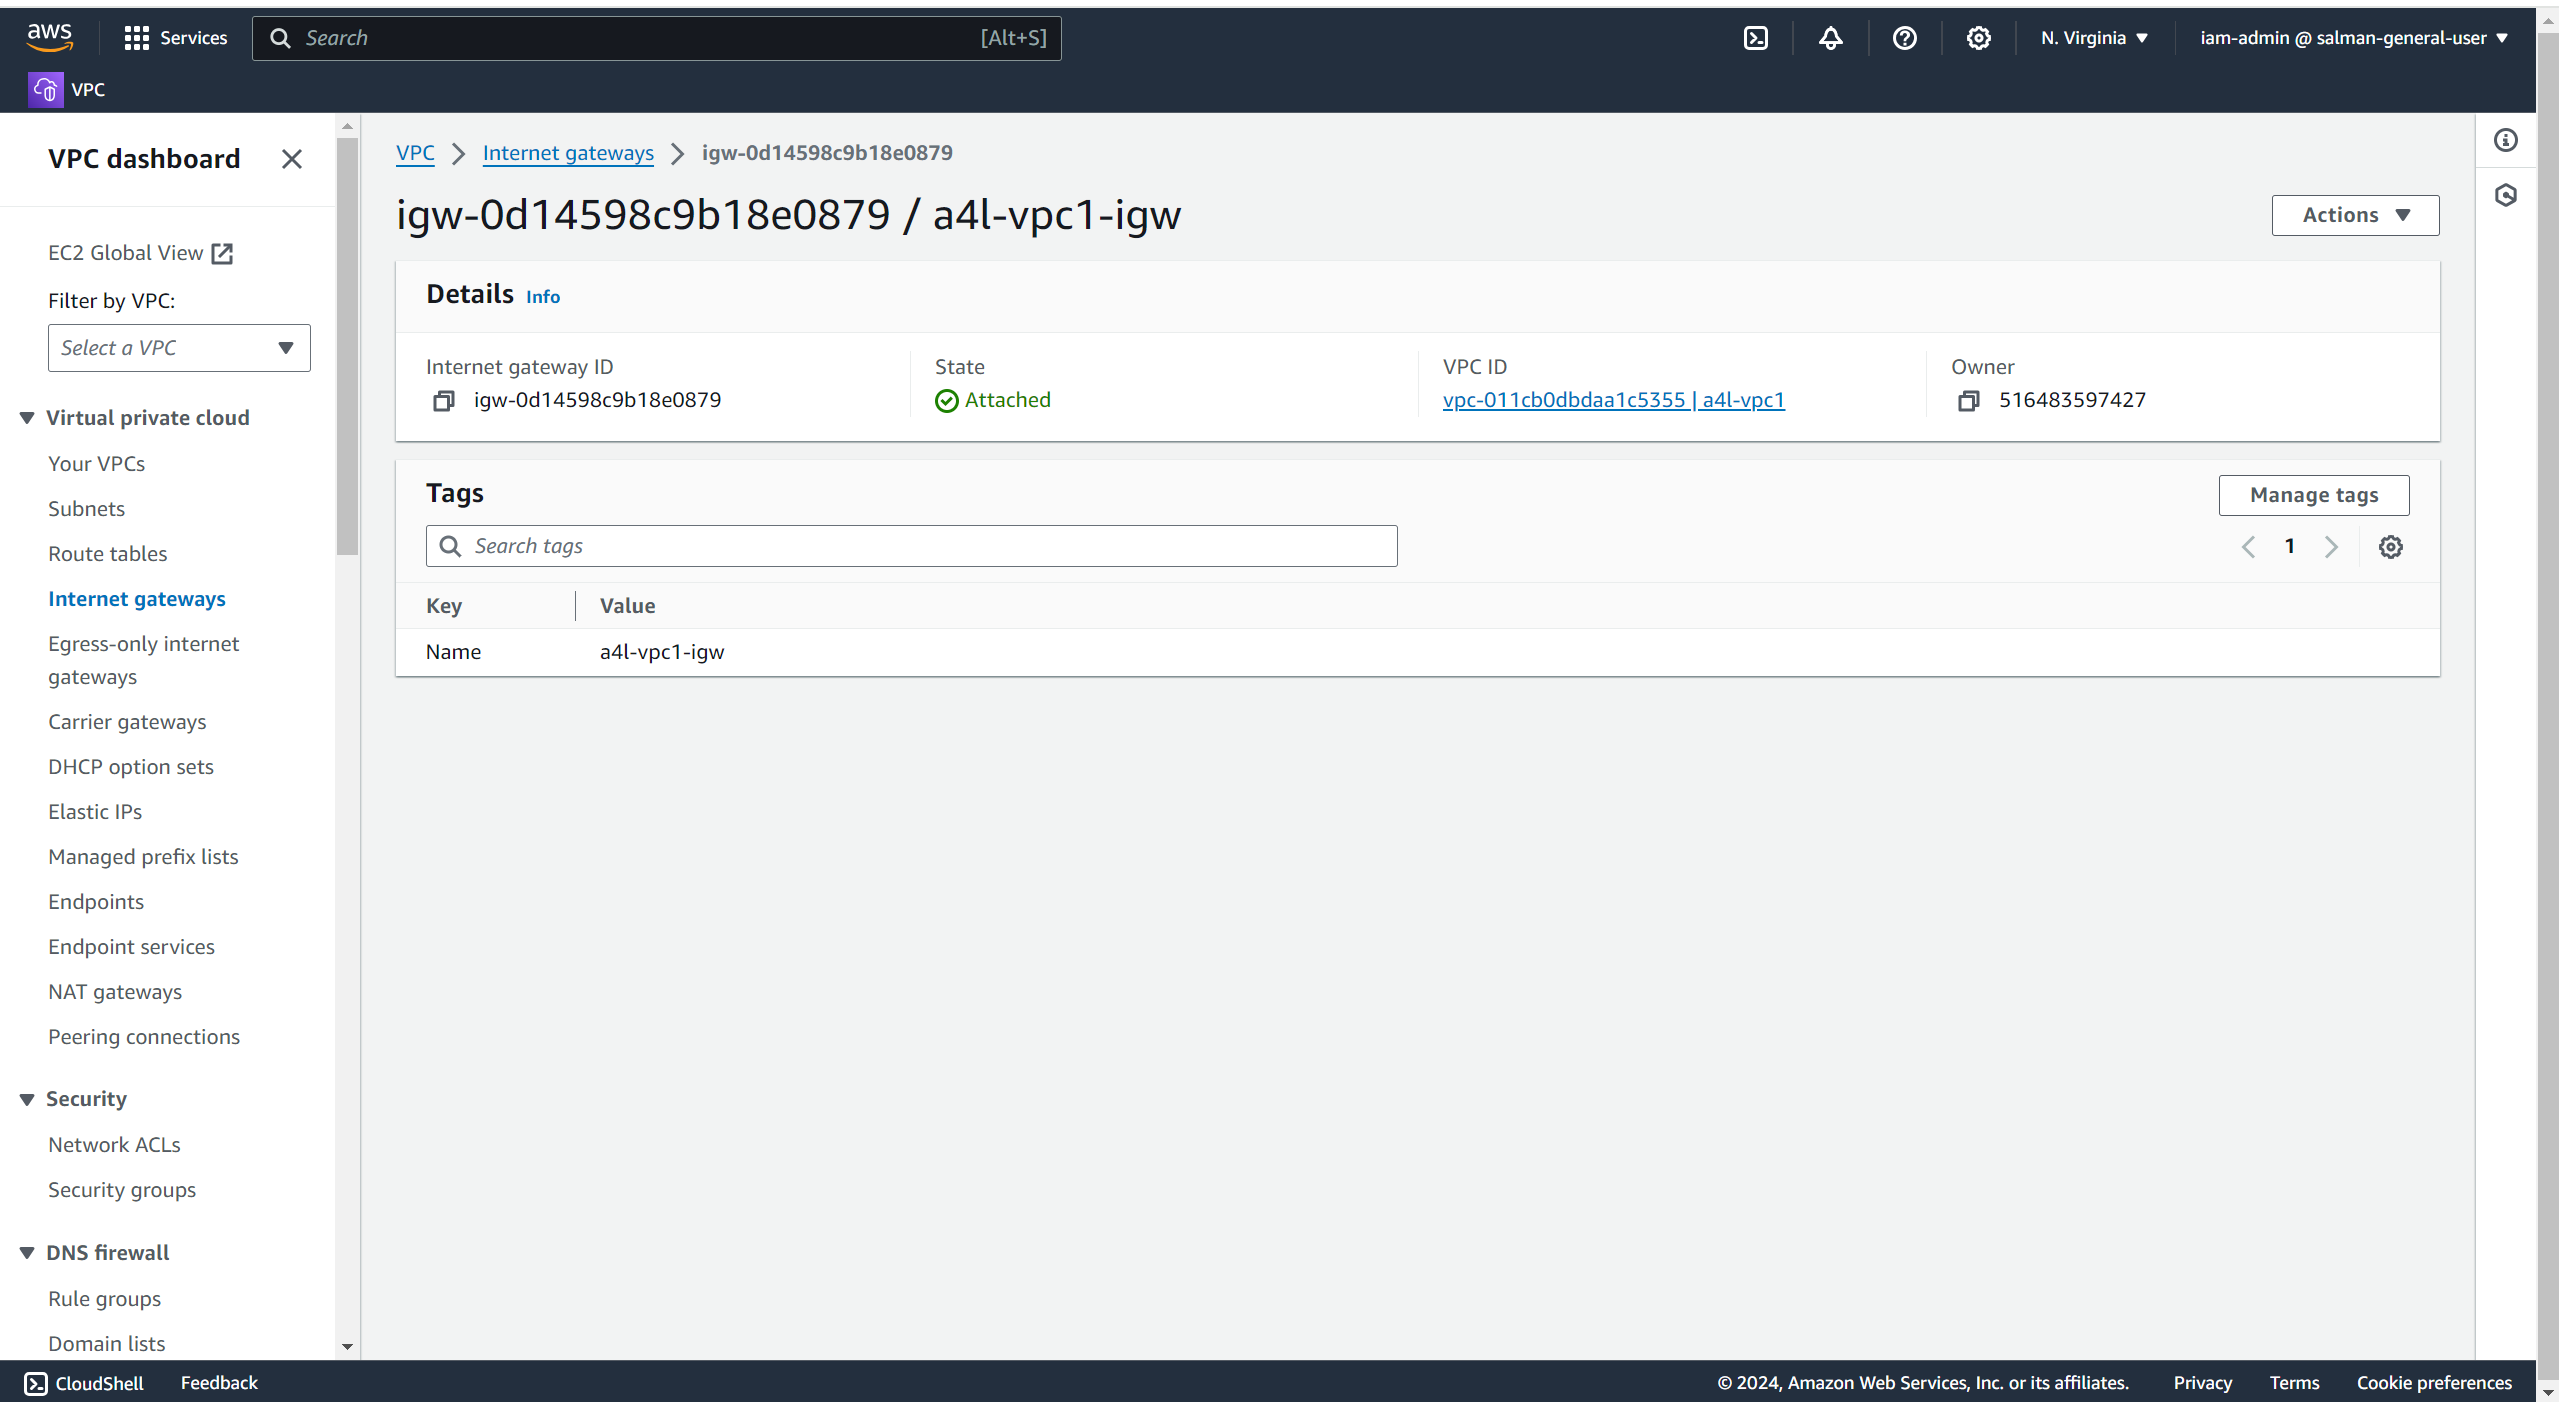 aws
Services
Search
[Alt+S]
N. Virginia
iam-admin @ salman-general-user
VPC
VPC dashboard
EC2 Global View
Filter by VPC:
Select a VPC
Virtual private cloud
Your VPCs
Subnets
Route tables
Internet gateways
Egress-only internet
gateways
Carrier gateways
DHCP option sets
Elastic IPs
Managed prefix lists
Endpoints
Endpoint services
NAT gateways
Peering connections
Security
Network ACLs
Security groups
DNS firewall
Rule groups
Domain lists
VPC
Internet gateways
igw-0d14598c9b18e0879
igw-0d14598c9b18e0879 / a4l-vpc1-igw
Actions
Details Info
Internet gateway ID
igw-0d14598c9b18e0879
State
Attached
VPC ID
vpc-011cb0dbdaa1c5355 | a4l-vpc1
Owner
516483597427
Tags
Manage tags
Search tags
1
Key
Value
Name
a4l-vpc1-igw
CloudShell
Feedback
© 2024, Amazon Web Services, Inc. or its affiliates.
Privacy
Terms
Cookie preferences